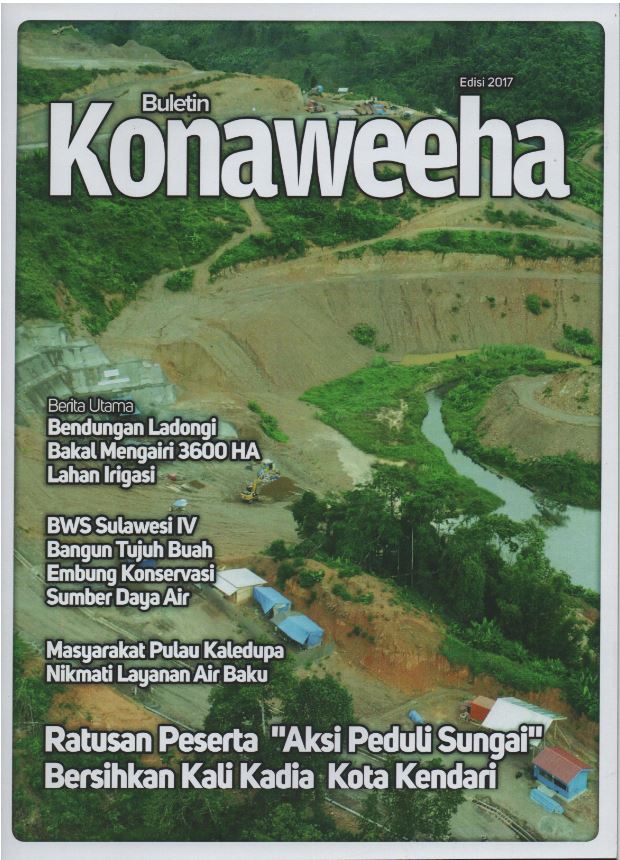 Edisi 2017
Buletin
Konaweeha
Berita Utama
Bendungan Ladongi
Bakal Mengairi 3600 HA
Lahan Irigasi
BWS Sulawesi IV
Bangun Tujuh Buah
Embung Konservasi
Sumber Daya Air
Masyarakat Pulau Kaledupa
Nikmati Layanan Air Baku
Ratusan Peserta "Aksi Peduli Sungai"
Bersihkan Kali Kadia Kota Kendari